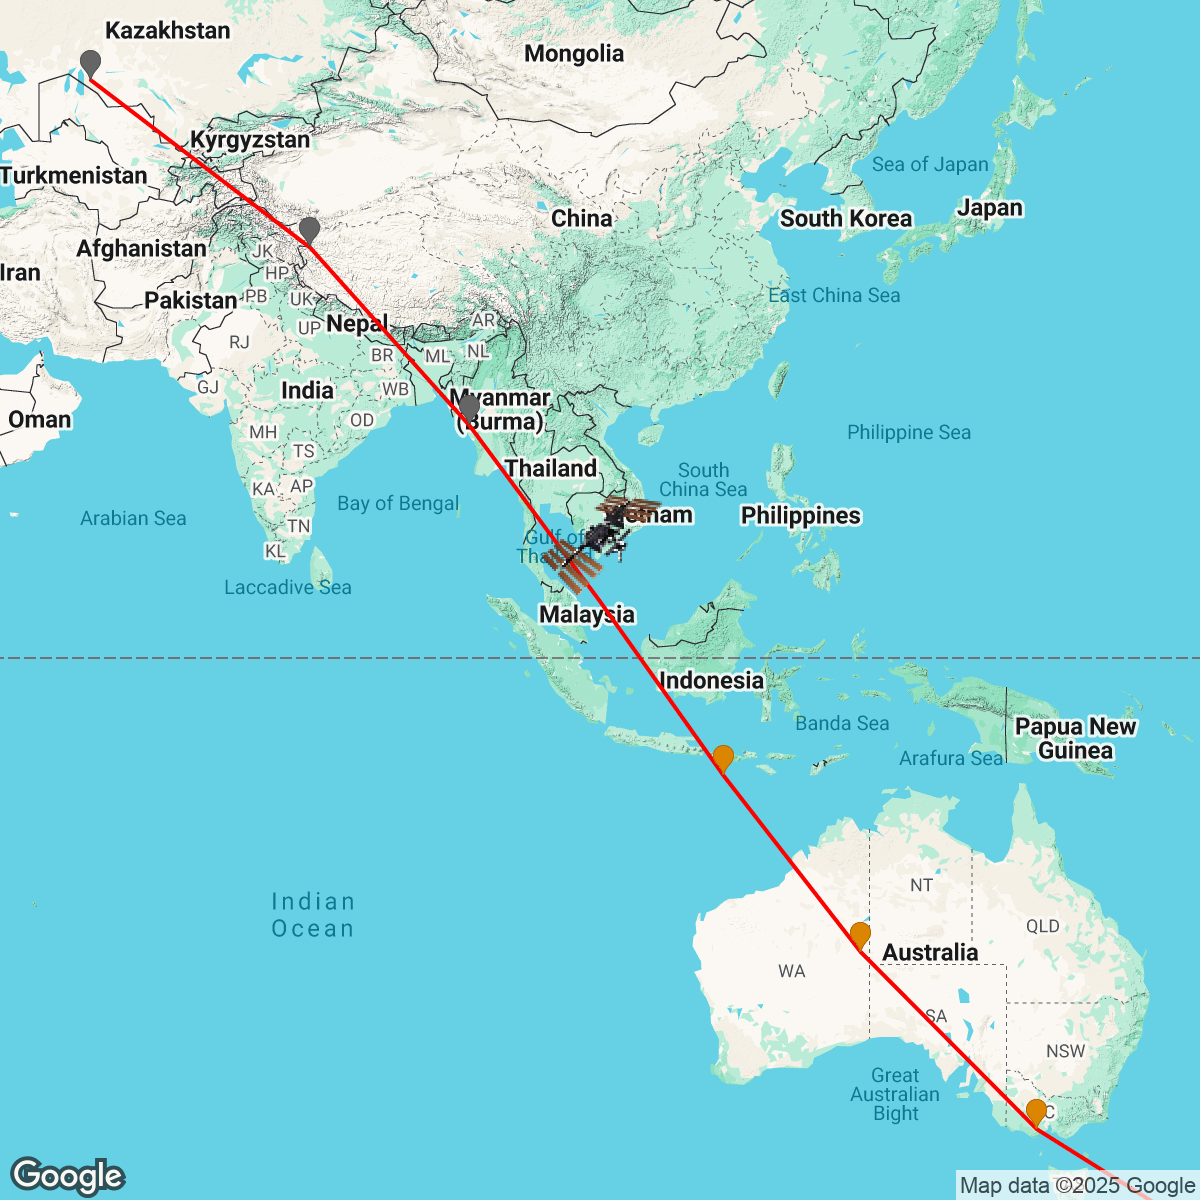 Kazakhstan
Mongolia
Kyrgyzstan
Sea of Japan
Turkmenistan
Japan
China
South Korea
Afghanistan
JK
Iran
HP
East China Sea
PB
UK
Pakistan
AR
Nepal
UP
RJ
NL
BR
ML
GJ
India
WB
Myanmar
(Burma)
Oman
OD
MH
Philippine Sea
TS
Thailand
South
China Sea
KA
AP
Bay of Bengal
Arabian Sea
Philippines
TN
Gulf of
KL
Laccadive Sea
Malaysia
Indonesia
Banda Sea
Papua New
Guinea
Arafura Sea
NT
Indian
Ocean
QLD
Australia
WA
SA
NSW
Great
Australian
Bight
Google
Map data ©2025 Google